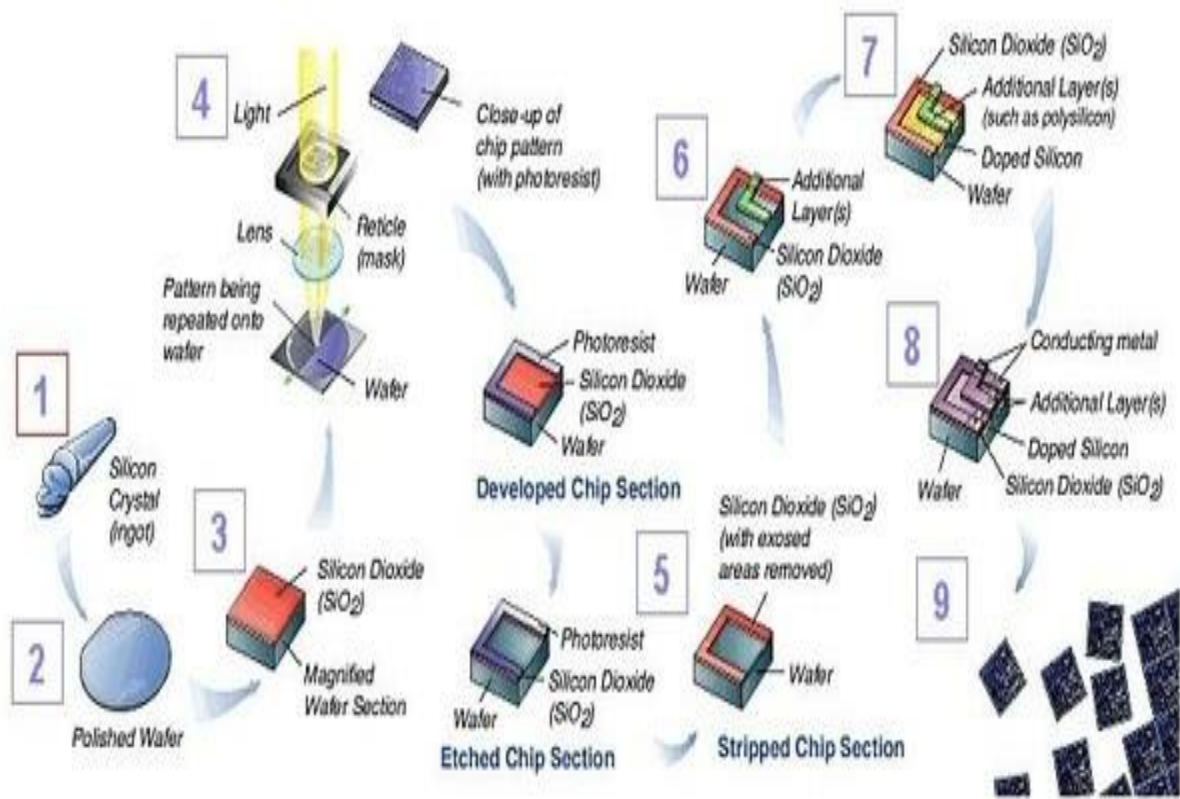 1
Silicon
Crystal
(ingot)
2
Polished Wafer
3
Silicon Dioxide
(SiO2)
Magnified
Wafer Section
4
Light
Lens
Reticle
(mask)
Pattern being
repeated onto
wafer
Wafer
Close-up of
chip pattern
(with photoresist)
Photoresist
Silicon Dioxide
(SiO2)
Wafer
Developed Chip Section
Photoresist
Silicon Dioxide
(SiO2)
Wafer
Etched Chip Section
5
Silicon Dioxide (SiO2)
(with exposed
areas removed)
Wafer
Stripped Chip Section
6
Additional
Layer(s)
Silicon Dioxide
(SiO2)
Wafer
7
Silicon Dioxide (SiO2)
Additional Layer(s)
(such as polysilicon)
Doped Silicon
Wafer
8
Conducting metal
Additional Layer(s)
Doped Silicon
Silicon Dioxide (SiO2)
Wafer
9